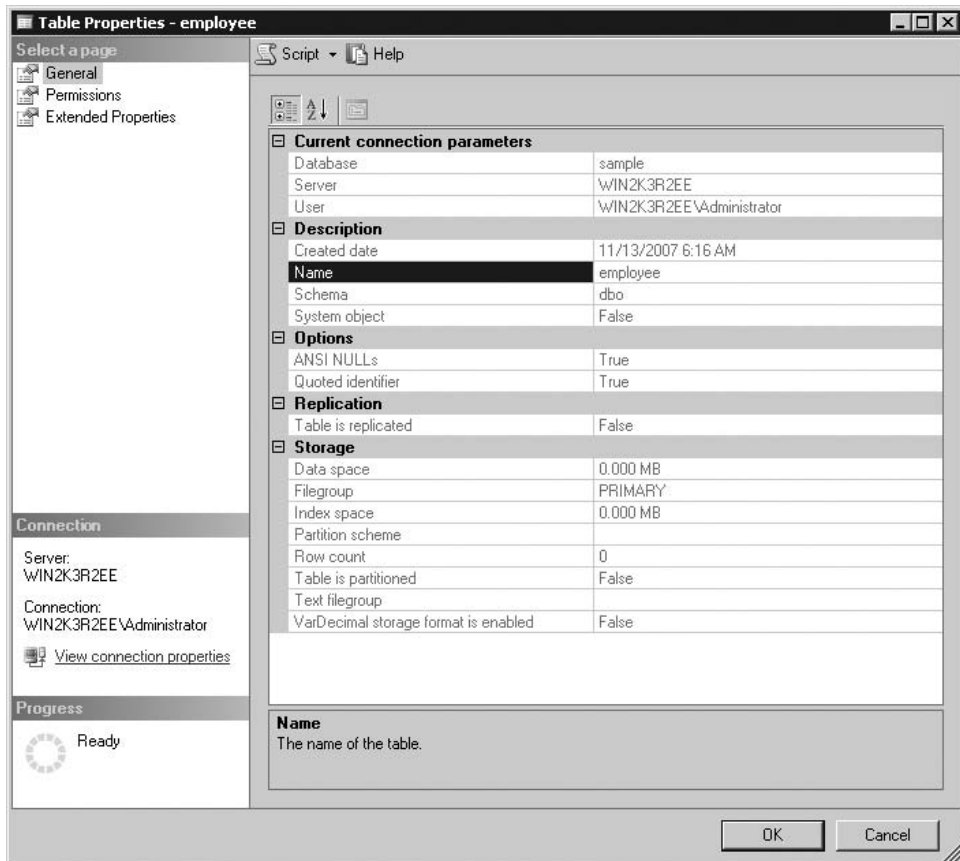 Table Properties - employee
Select a page
General
Permissions
Extended Properties
Script Help
Current connection parameters
Database sample
Server WIN2K3R2EE
User WIN2K3R2EE\Administrator
Description
Created date 11/13/2007 6:16 AM
Name employee
Schema dbo
System object False
Options
ANSI NULLs True
Quoted identifier True
Replication
Table is replicated False
Storage
Data space 0.000 MB
Filegroup PRIMARY
Index space 0.000 MB
Partition scheme
Row count 0
Table is partitioned False
Text filegroup
VarDecimal storage format is enabled False
Connection
Server:
WIN2K3R2EE
Connection:
WIN2K3R2EE\Administrator
View connection properties
Progress
Ready
Name
The name of the table.
OK Cancel